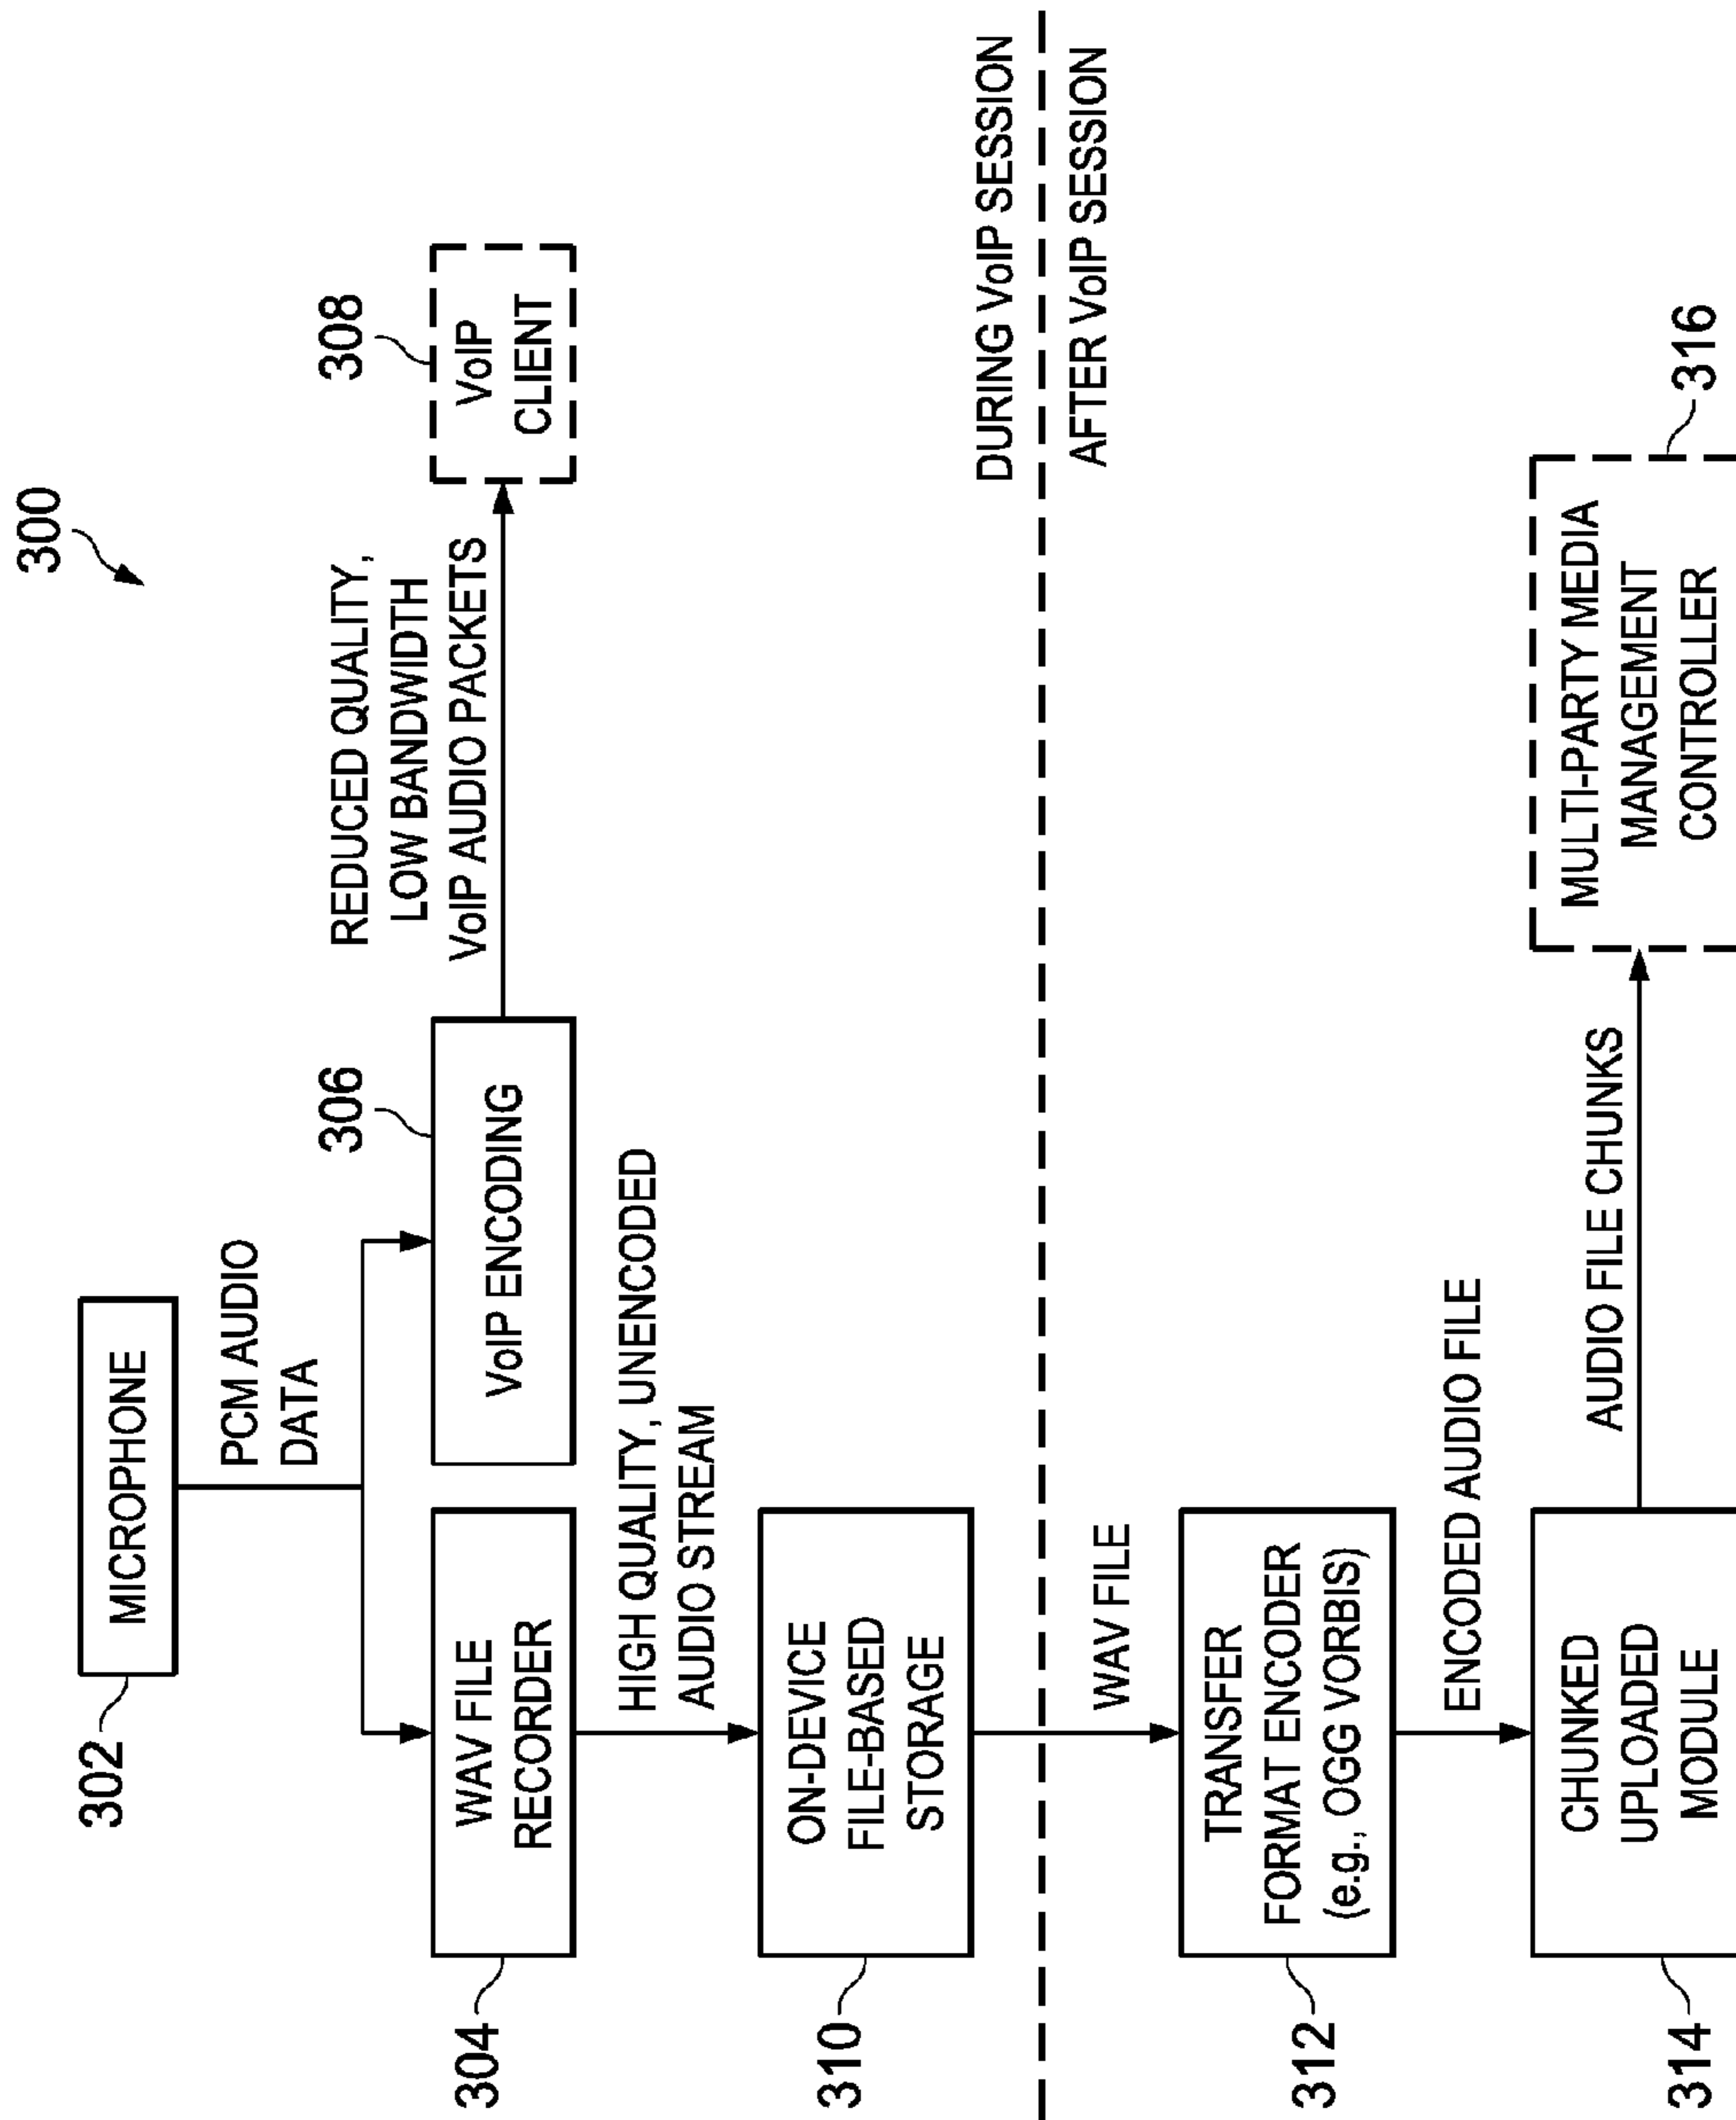 300
302
MICROPHONE
PCM AUDIO
DATA
304
WAV FILE
RECORDER
306
VoIP ENCODING
REDUCED QUALITY,
LOW BANDWIDTH
VoIP AUDIO PACKETS
308
VoIP
CLIENT
HIGH QUALITY, UNENCODED
AUDIO STREAM
310
ON-DEVICE
FILE-BASED
STORAGE
DURING VoIP SESSION
AFTER VoIP SESSION
WAV FILE
312
TRANSFER
FORMAT ENCODER
(e.g., OGG VORBIS)
ENCODED AUDIO FILE
314
CHUNKED
UPLOADED
MODULE
AUDIO FILE CHUNKS
MULTI-PARTY MEDIA
MANAGEMENT
CONTROLLER
316